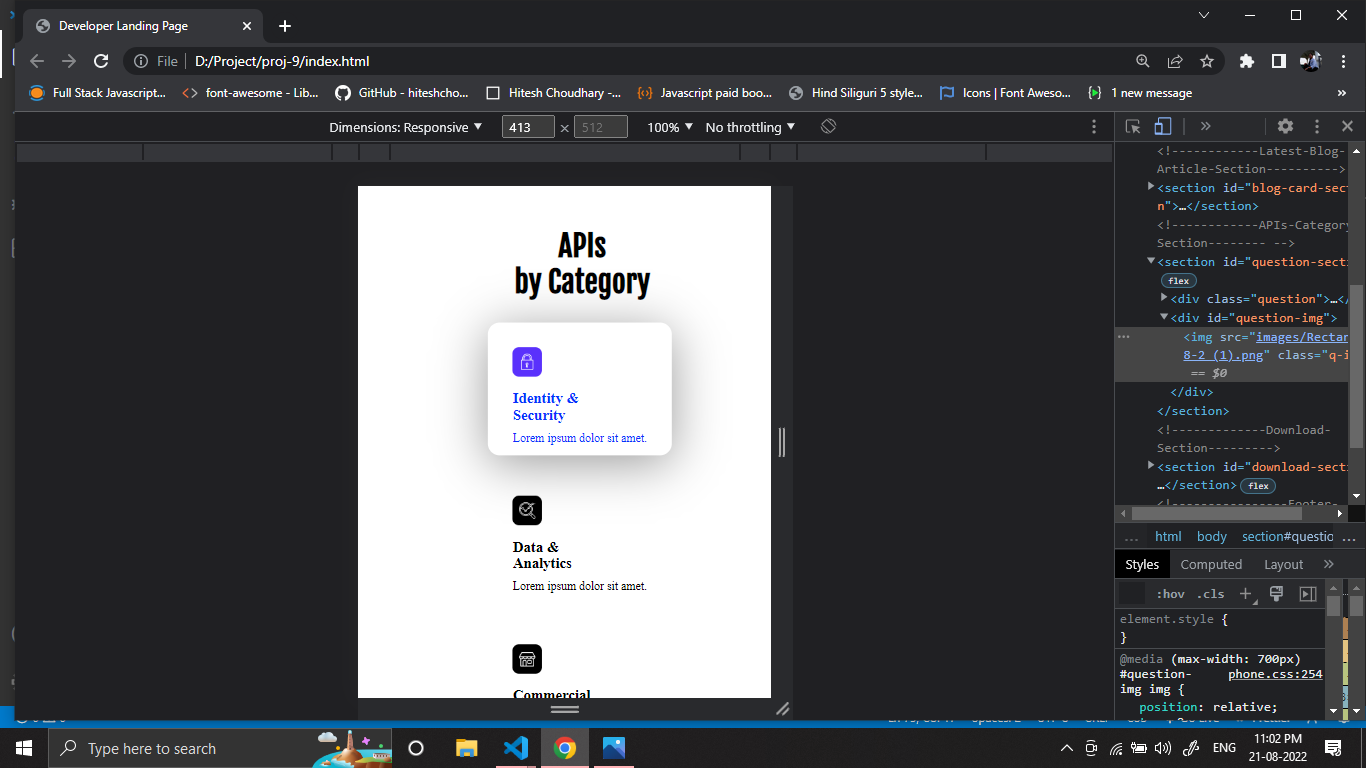 Developer Landing Page
File
D:/Project/proj-9/index.html
Full Stack Javascript...
font-awesome - Lib...
GitHub - hiteshcho...
Hitesh Choudhary -...
Javascript paid boo...
Hind Siliguri 5 style...
Icons | Font Aweso...
1 new message
»
Dimensions: Responsive
413 × 512
100%
No throttling
APIs
by Category
Identity &
Security
Lorem ipsum dolor sit amet.
Data &
Analytics
Lorem ipsum dolor sit amet.
Commercial
<!------------Latest-Blog-
Article-Section---------->
<section id="blog-card-sec
n">…</section>
<!------------APIs-Category
Section-------- -->
<section id="question-sect
flex
<div class="question">…</
<div id="question-img">
<img src="images/Rectan
8-2 (1).png" class="q-i
== $0
</div>
</section>
<!-------------Download-
Section--------->
<section id="download-sect
…</section> flex
... html body section#questio ...
Styles Computed Layout »
:hov .cls +
element.style {
}
@media (max-width: 700px)
#question- phone.css:254
img img {
position: relative;
Type here to search
ENG
11:02 PM
21-08-2022